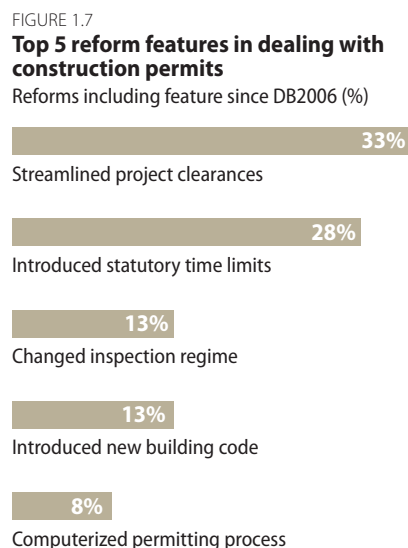 FIGURE 1.7
Top 5 reform features in dealing with
construction permits
Reforms including feature since DB2006 (%)
33%
Streamlined project clearances
28%
Introduced statutory time limits
13%
Changed inspection regime
13%
Introduced new building code
8%
Computerized permitting process